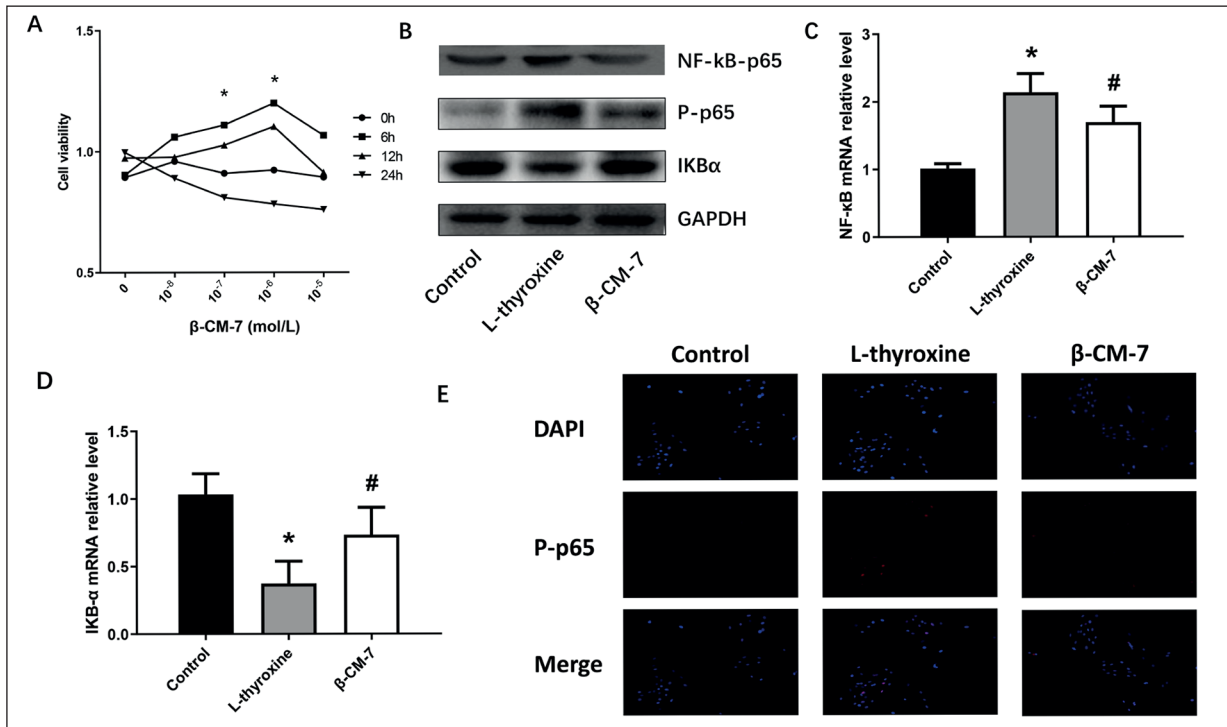 A
1.5
1.0
0.5
Cell viability
*
*
0h
6h
12h
24h
0
10⁻⁸
10⁻⁷
10⁻⁶
10⁻⁵
β-CM-7 (mol/L)
B
NF-kB-p65
P-p65
IKBα
GAPDH
Control
L-thyroxine
β-CM-7
C
NF-κB mRNA relative level
3
2
1
0
*
#
Control
L-thyroxine
β-CM-7
D
IKB-α mRNA relative level
1.5
1.0
0.5
0.0
*
#
Control
L-thyroxine
β-CM-7
E
Control
L-thyroxine
β-CM-7
DAPI
P-p65
Merge